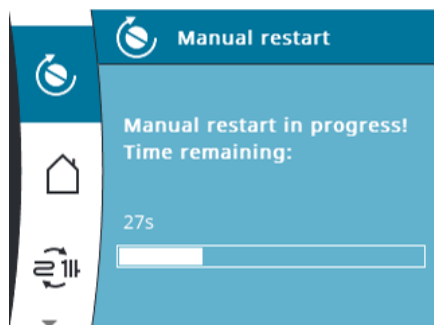 Manual restart
Manual restart in progress!
Time remaining:
27s